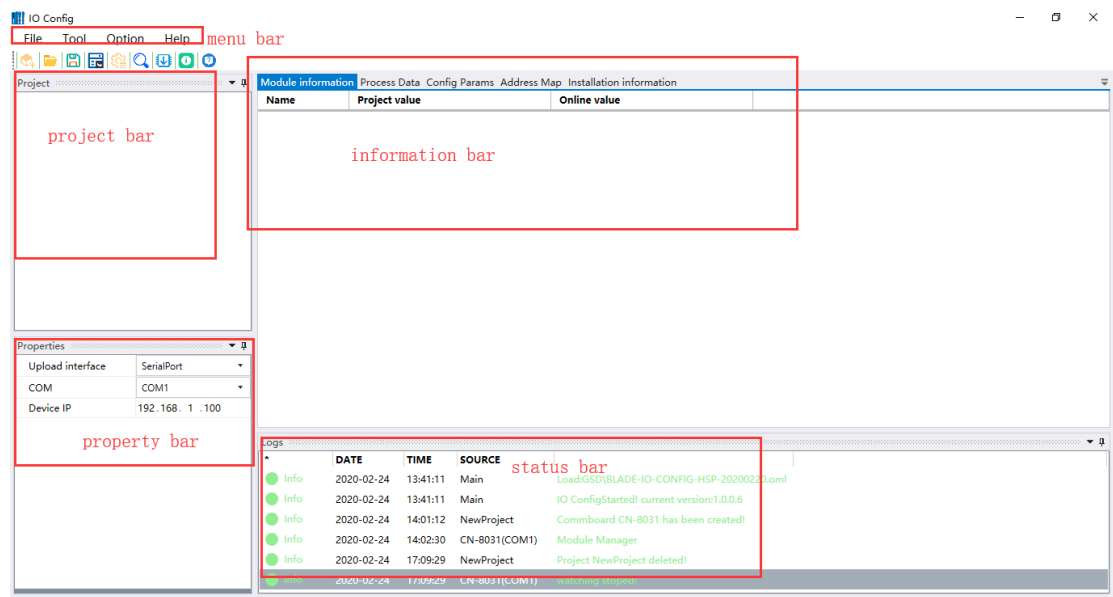 IO Config
File Tool Option Help menu bar
Project
project bar
Module information Process Data Config Params Address Map Installation information
Name Project value Online value
information bar
Properties
Upload interface SerialPort
COM COM1
Device IP 192.168. 1 .100
property bar
Logs
DATE TIME SOURCE
status bar
Info 2020-02-24 13:41:11 Main Load:GSD\BLADE-IO-CONFIG-HSP-20200220.oml
Info 2020-02-24 13:41:11 Main IO ConfigStarted! current version:1.0.0.6
Info 2020-02-24 14:01:12 NewProject Commboard CN-8031 has been created!
Info 2020-02-24 14:02:30 CN-8031(COM1) Module Manager
Info 2020-02-24 17:09:29 NewProject Project NewProject deleted!
Info 2020-02-24 17:09:29 CN-8031(COM1) watching stoped!